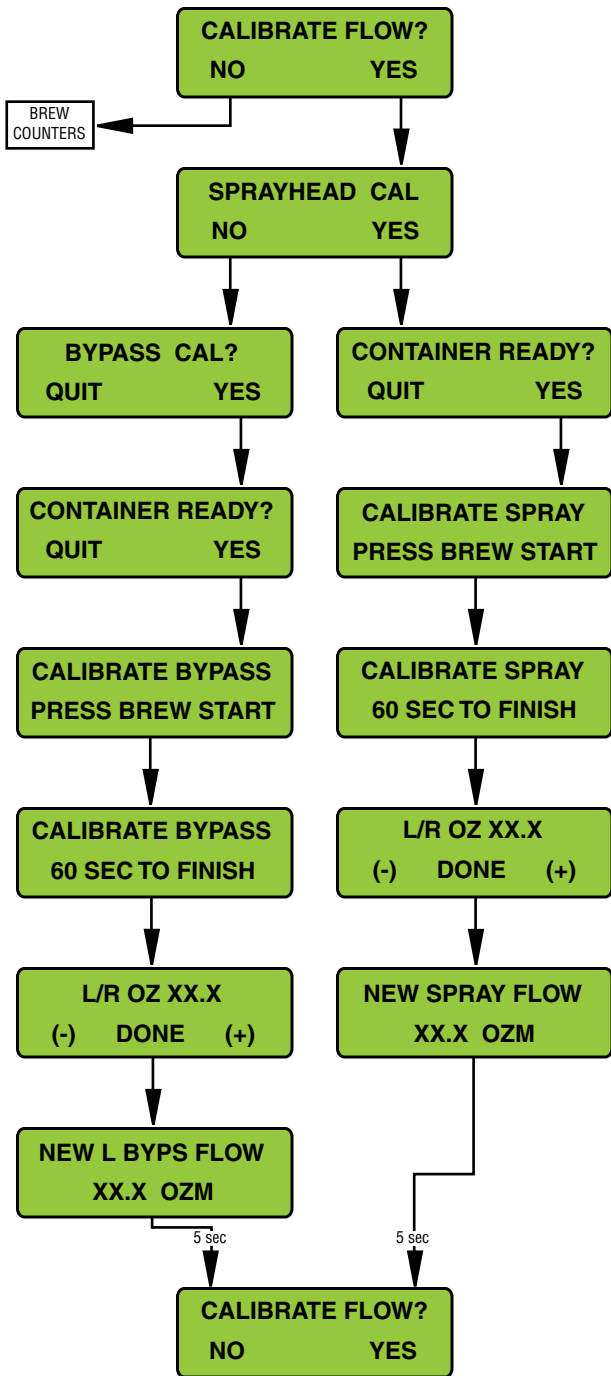 CALIBRATE FLOW?
NO YES
BREW
COUNTERS
SPRAYHEAD CAL
NO YES
BYPASS CAL?
QUIT YES
CONTAINER READY?
QUIT YES
CONTAINER READY?
QUIT YES
CALIBRATE SPRAY
PRESS BREW START
CALIBRATE BYPASS
PRESS BREW START
CALIBRATE SPRAY
60 SEC TO FINISH
CALIBRATE BYPASS
60 SEC TO FINISH
L/R OZ XX.X
(-) DONE (+)
L/R OZ XX.X
(-) DONE (+)
NEW SPRAY FLOW
XX.X OZM
NEW L BYPS FLOW
XX.X OZM
5 sec
5 sec
CALIBRATE FLOW?
NO YES